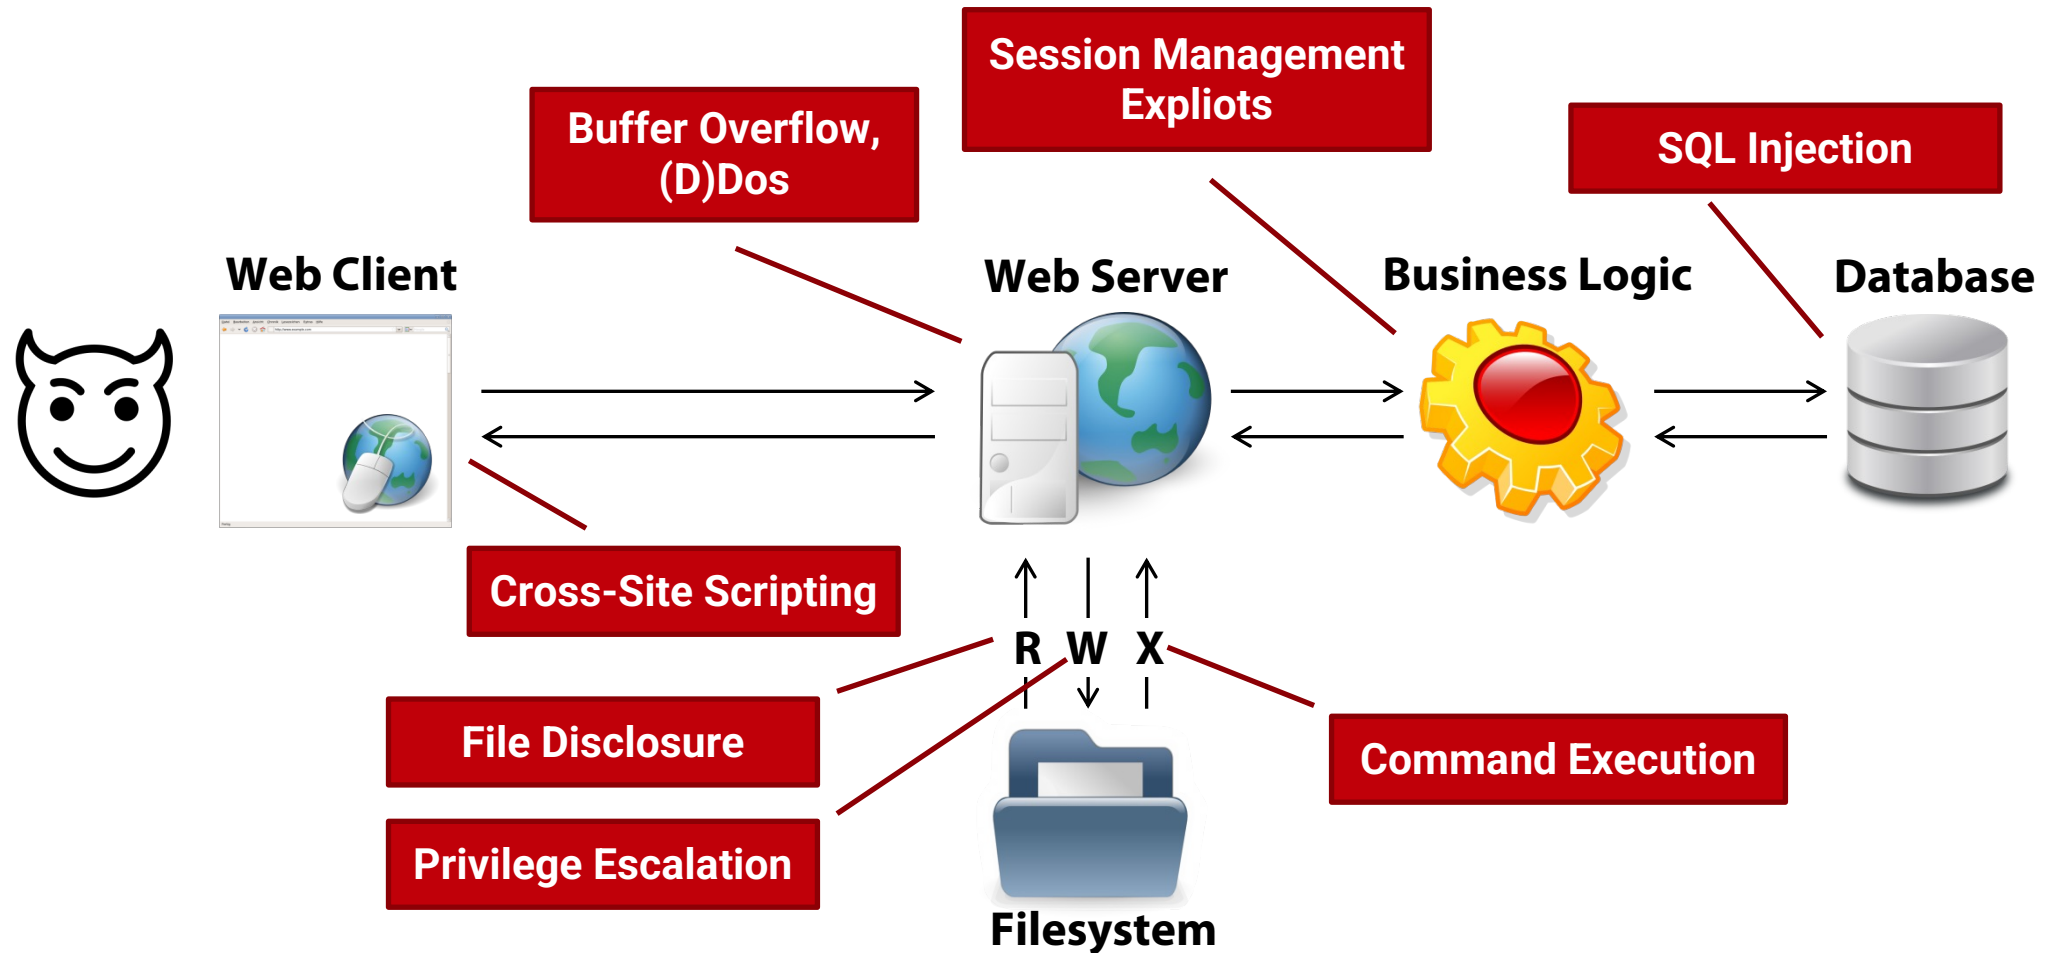 Session Management
Expliots
Buffer Overflow,
(D)Dos
SQL Injection
Web Client
Web Server
Business Logic
Database
Cross-Site Scripting
R W X
File Disclosure
Command Execution
Privilege Escalation
Filesystem